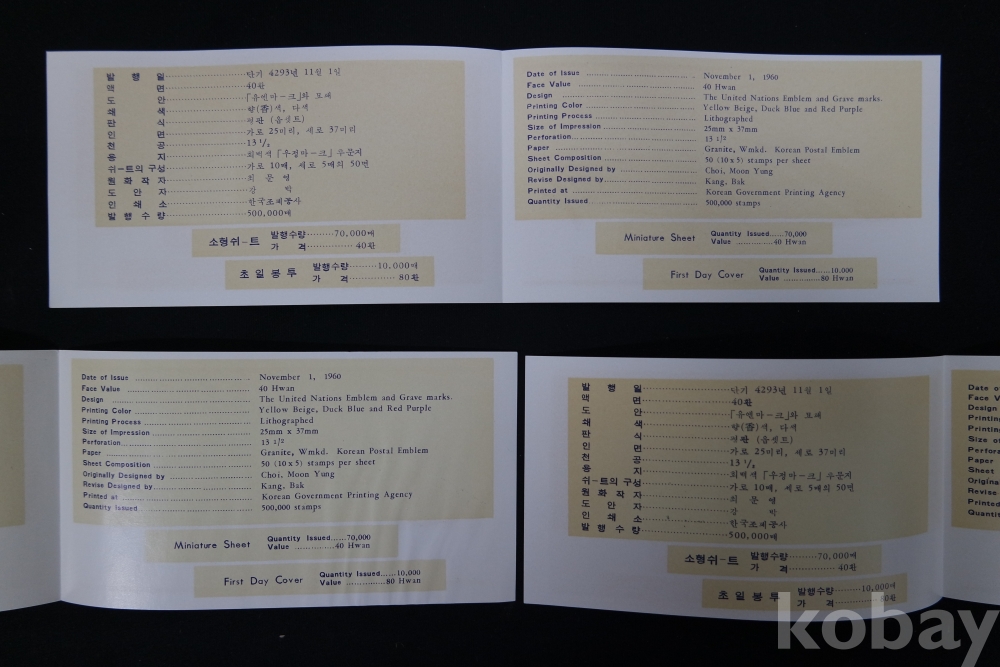 발 행 일 ······ 단기 4293년 11월 1일
액 면 ······ 40환
도 안 ······ 「유엔마-크」와 묘패
쇄 색 ······ 향(香)색, 다색
판 식 ······ 평판 (옵셋트)
인 면 ······ 가로 25미리, 세로 37미리
천 공 ······ 13 1/2
용 지 ······ 회백색 「우정마-크」무문지
쉬-트의 구성 ······ 가로 10매, 세로 5매의 50면
원 화 작 자 ······ 최 문 영
도 안 자 ······ 강 박
인 쇄 소 ······ 한국조폐공사
발 행 수 량 ······ 500,000매
소형쉬-트 발행수량 ······ 70,000매
가 격 ······ 40환
초 일 봉 투 발행수량 ······ 10,000매
가 격 ······ 80환
Date of Issue ...... November 1, 1960
Face Value ...... 40 Hwan
Design ...... The United Nations Emblem and Grave marks.
Printing Color ...... Yellow Beige, Duck Blue and Red Purple
Printing Process ...... Lithographed
Size of Impression ...... 25mm x 37mm
Perforation ...... 13 1/2
Paper ...... Granite, Wmkd. Korean Postal Emblem
Sheet Composition ...... 50 (10 x 5) stamps per sheet
Originally Designed by ...... Choi, Moon Yung
Revise Designed by ...... Kang, Bak
Printed at ...... Korean Government Printing Agency
Quantity Issued ...... 500,000 stamps
Miniature Sheet Quantity Issued ...... 70,000
Value ...... 40 Hwan
First Day Cover Quantity Issued ...... 10,000
Value ...... 80 Hwan
Date of Issue ...... November 1, 1960
Face Value ...... 40 Hwan
Design ...... The United Nations Emblem and Grave marks.
Printing Color ...... Yellow Beige, Duck Blue and Red Purple
Printing Process ...... Lithographed
Size of Impression ...... 25mm x 37mm
Perforation ...... 13 1/2
Paper ...... Granite, Wmkd. Korean Postal Emblem
Sheet Composition ...... 50 (10 x 5) stamps per sheet
Originally Designed by ...... Choi, Moon Yung
Revise Designed by ...... Kang, Bak
Printed at ...... Korean Government Printing Agency
Quantity Issued ...... 500,000 stamps
Miniature Sheet Quantity Issued ...... 70,000
Value ...... 40 Hwan
First Day Cover Quantity Issued ...... 10,000
Value ...... 80 Hwan
발 행 일 ······ 단기 4293년 11월 1일
액 면 ······ 40환
도 안 ······ 「유엔마-크」와 묘패
쇄 색 ······ 향(香)색, 다색
판 식 ······ 평판 (옵셋트)
인 면 ······ 가로 25미리, 세로 37미리
천 공 ······ 13 1/2
용 지 ······ 회백색 「우정마-크」무문지
쉬-트의 구성 ······ 가로 10매, 세로 5매의 50면
원 화 작 자 ······ 최 문 영
도 안 자 ······ 강 박
인 쇄 소 ······ 한국조폐공사
발 행 수 량 ······ 500,000매
소형쉬-트 발행수량 ······ 70,000매
가 격 ······ 40환
초 일 봉 투 발행수량 ······ 10,000매
가 격 ······ 80환
Date o
Face V
Design
Printin
Printin
Size o
Perfora
Paper
Sheet
Origina
Revise
Printed
Quanti
kobay